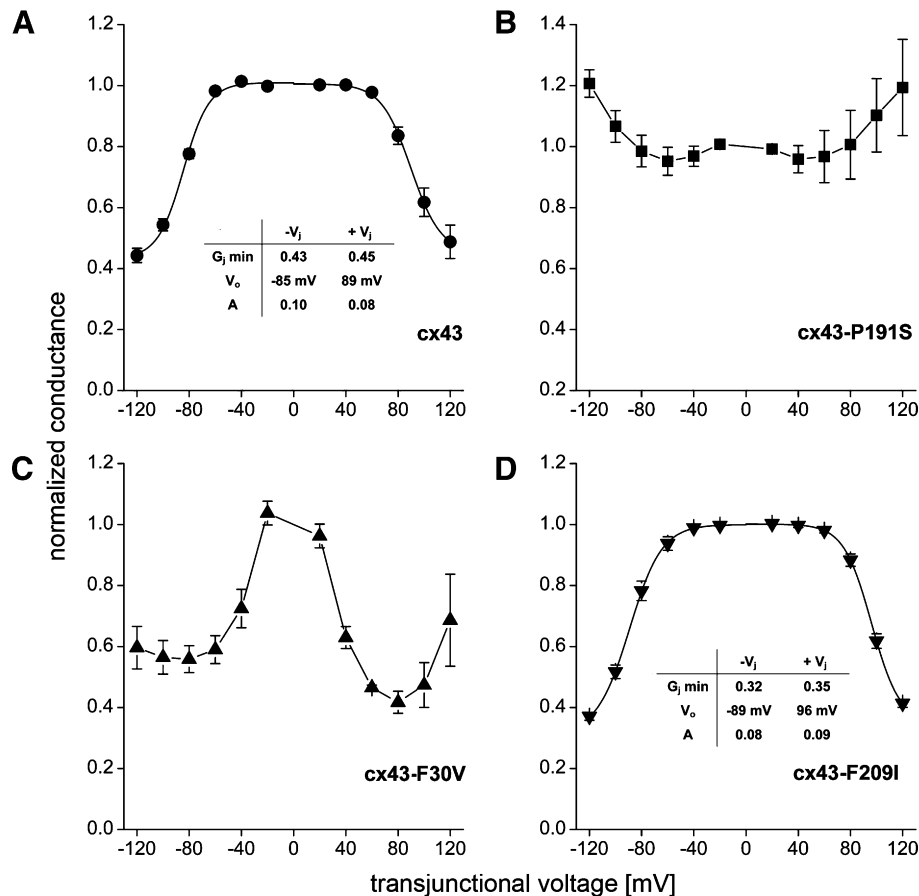 A
1.2
1.0
0.8
0.6
0.4
0.2
0.0
-Vj + Vj
Gj min 0.43 0.45
Vo -85 mV 89 mV
A 0.10 0.08
cx43
-120 -80 -40 0 40 80 120
B
1.4
1.2
1.0
0.8
0.6
0.4
0.2
cx43-P191S
-120 -80 -40 0 40 80 120
normalized conductance
C
1.2
1.0
0.8
0.6
0.4
0.2
0.0
cx43-F30V
-120 -80 -40 0 40 80 120
D
1.2
1.0
0.8
0.6
0.4
0.2
0.0
-Vj + Vj
Gj min 0.32 0.35
Vo -89 mV 96 mV
A 0.08 0.09
cx43-F209I
-120 -80 -40 0 40 80 120
transjunctional voltage [mV]